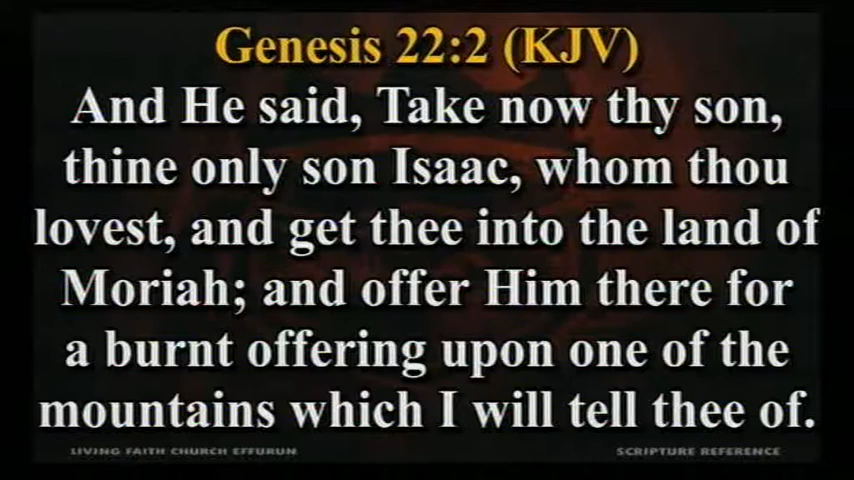 Genesis 22:2 (KJV)
And He said, Take now thy son,
thine only son Isaac, whom thou
lovest, and get thee into the land of
Moriah; and offer Him there for
a burnt offering upon one of the
mountains which I will tell thee of.
LIVING FAITH CHURCH EFFURUN SCRIPTURE REFERENCE